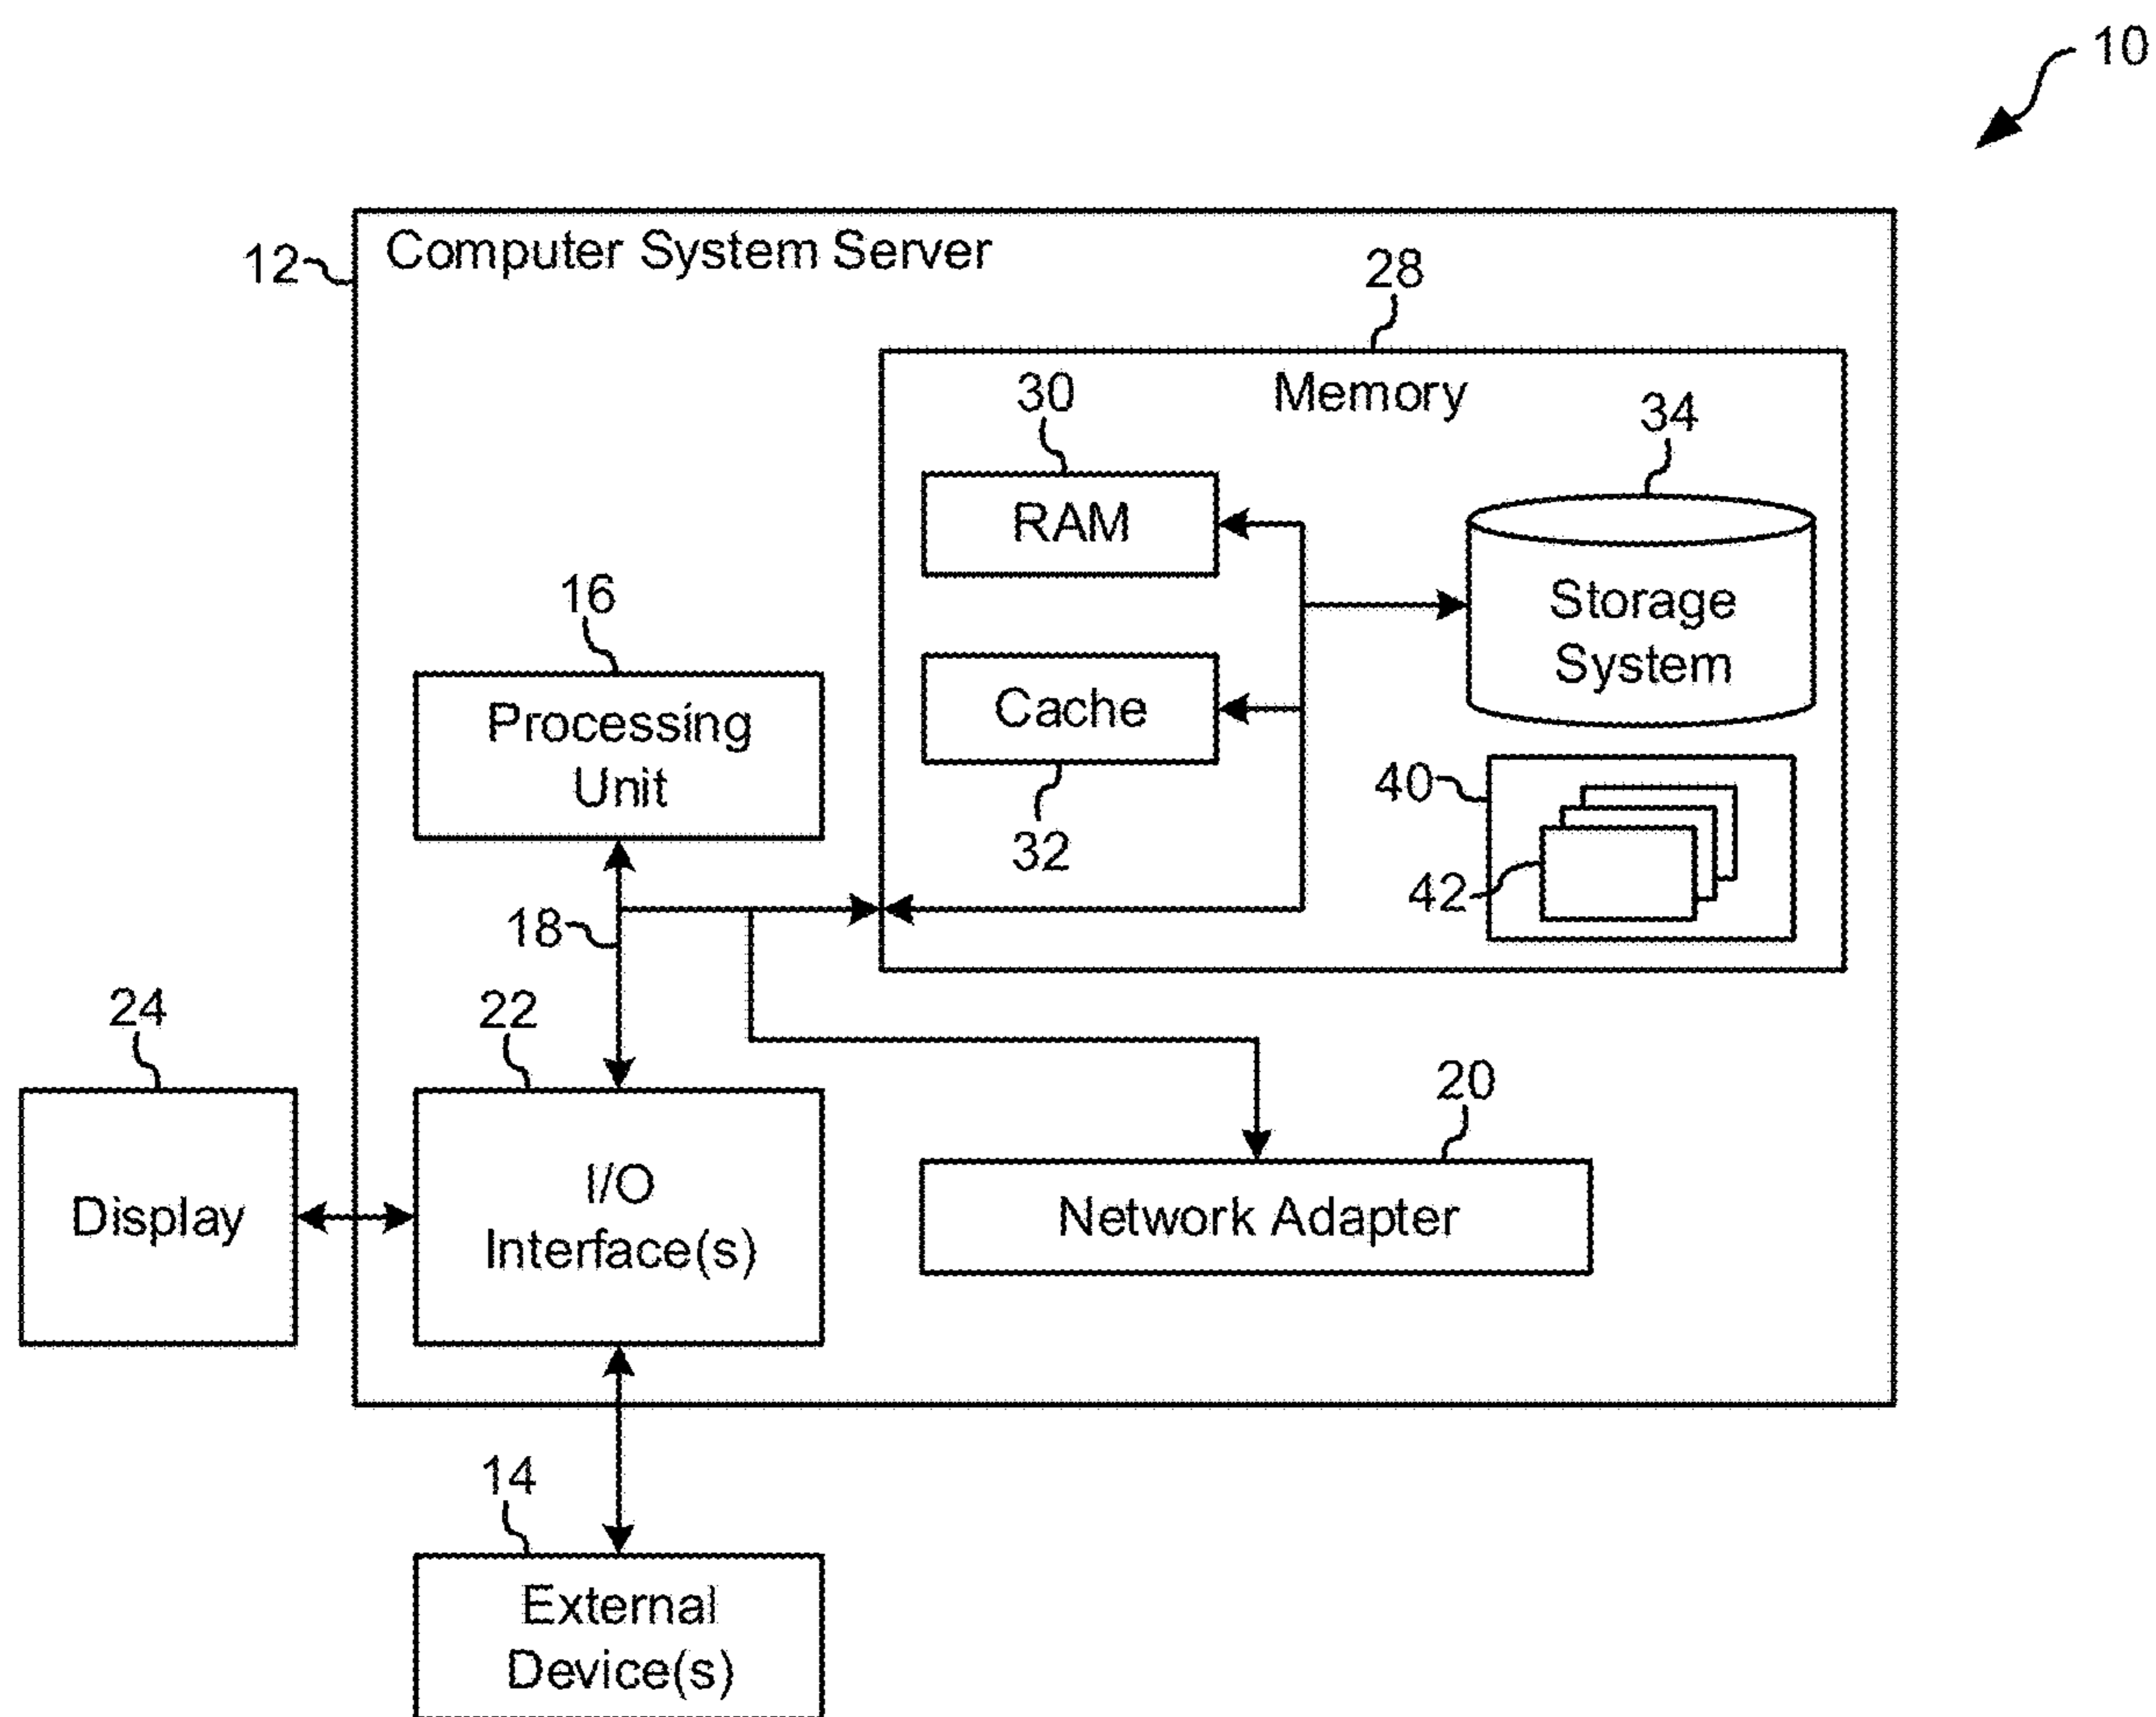 10
12
Computer System Server
28
Memory
30
RAM
34
Storage
System
16
Processing
Unit
Cache
32
40
42
18
24
Display
22
I/O
Interface(s)
20
Network Adapter
14
External
Device(s)